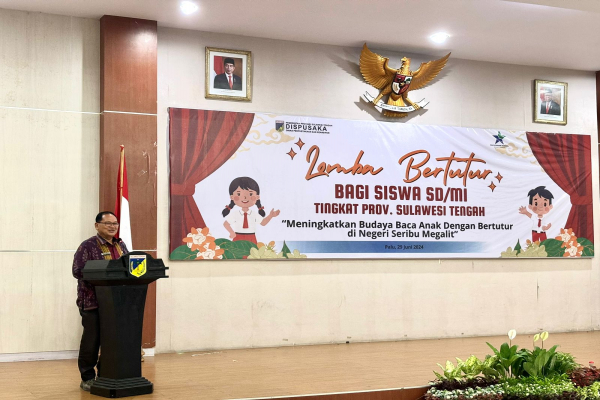 DISPUSAKA
Lomba Bertutur
BAGI SISWA SD/MI
TINGKAT PROV. SULAWESI TENGAH
"Meningkatkan Budaya Baca Anak Dengan Bertutur
di Negeri Seribu Megalit"
Palu, 25 Juni 2024